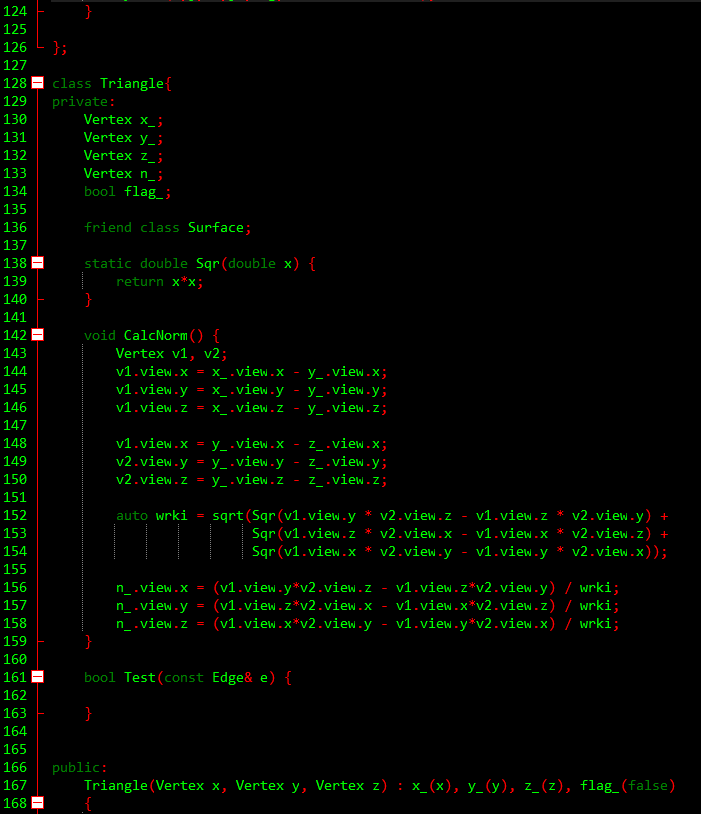 124 }
125
126 };
127
128 class Triangle{
129 private:
130 Vertex x_;
131 Vertex y_;
132 Vertex z_;
133 Vertex n_;
134 bool flag_;
135
136 friend class Surface;
137
138 static double Sqr(double x) {
139 return x*x;
140 }
141
142 void CalcNorm() {
143 Vertex v1, v2;
144 v1.view.x = x_.view.x - y_.view.x;
145 v1.view.y = x_.view.y - y_.view.y;
146 v1.view.z = x_.view.z - y_.view.z;
147
148 v1.view.x = y_.view.x - z_.view.x;
149 v2.view.y = y_.view.y - z_.view.y;
150 v2.view.z = y_.view.z - z_.view.z;
151
152 auto wrki = sqrt(Sqr(v1.view.y * v2.view.z - v1.view.z * v2.view.y) +
153 Sqr(v1.view.z * v2.view.x - v1.view.x * v2.view.z) +
154 Sqr(v1.view.x * v2.view.y - v1.view.y * v2.view.x));
155
156 n_.view.x = (v1.view.y*v2.view.z - v1.view.z*v2.view.y) / wrki;
157 n_.view.y = (v1.view.z*v2.view.x - v1.view.x*v2.view.z) / wrki;
158 n_.view.z = (v1.view.x*v2.view.y - v1.view.y*v2.view.x) / wrki;
159 }
160
161 bool Test(const Edge& e) {
162
163 }
164
165
166 public:
167 Triangle(Vertex x, Vertex y, Vertex z) : x_(x), y_(y), z_(z), flag_(false)
168 {